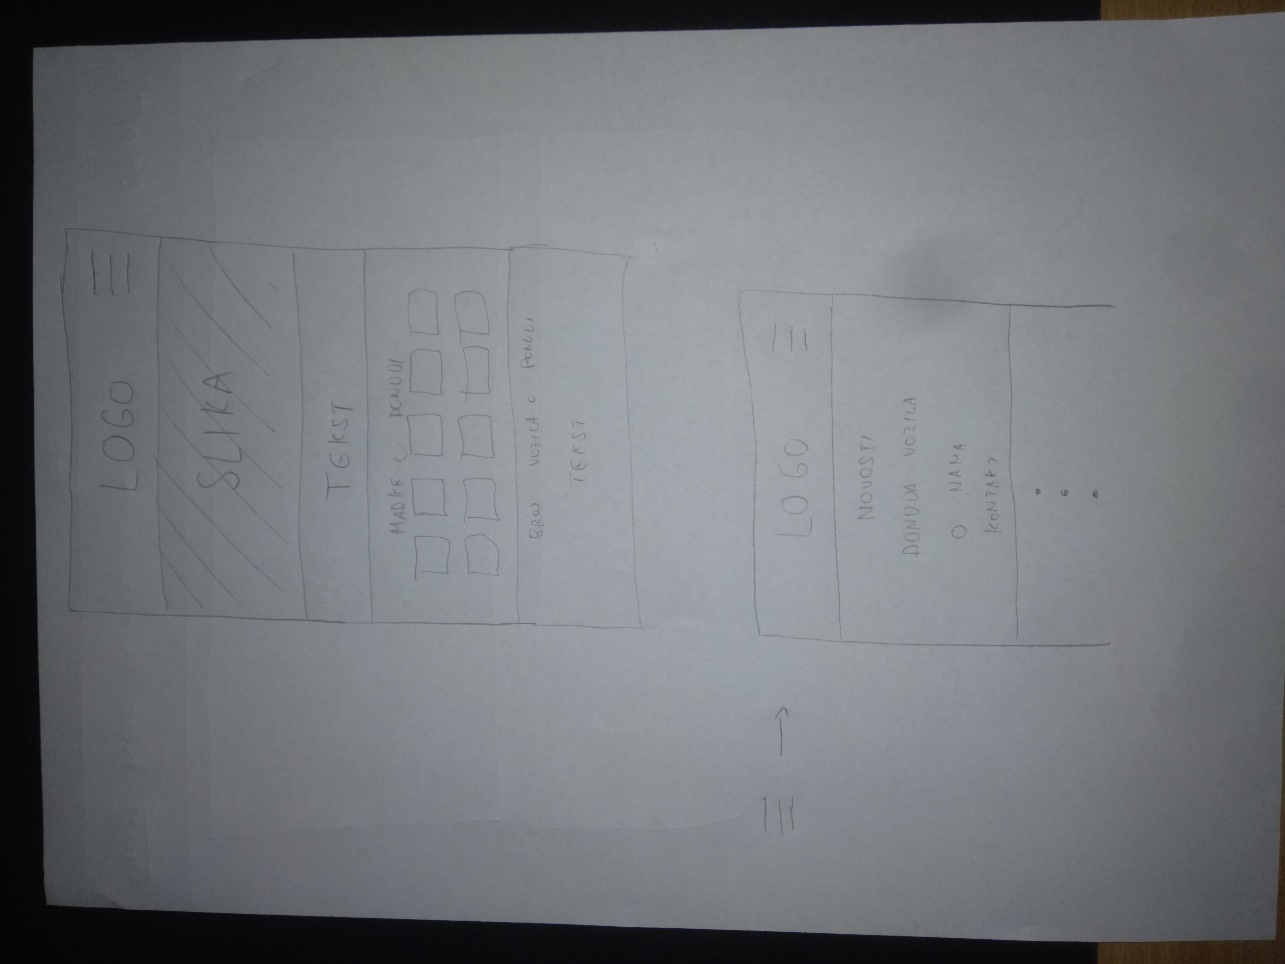 LOGO
SLIKA
TEKST
MARKE U PONUDI
BROJ VOZILA U PONUDI
TEKST
LOGO
NOVOSTI
PONUDA VOZILA
O NAMA
KONTAKT